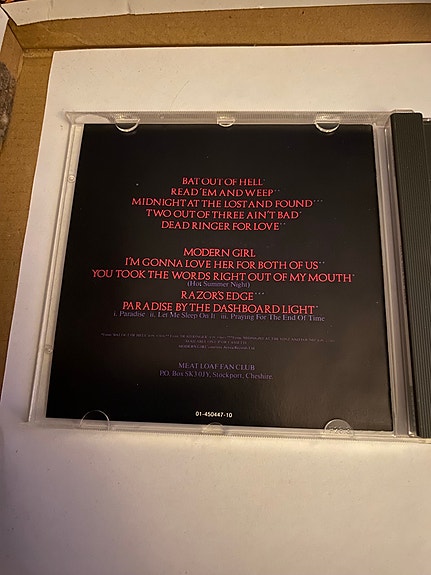 BAT OUT OF HELL*
READ 'EM AND WEEP**
MIDNIGHT AT THE LOST AND FOUND***
TWO OUT OF THREE AIN'T BAD*
DEAD RINGER FOR LOVE**
MODERN GIRL
I'M GONNA LOVE HER FOR BOTH OF US**
YOU TOOK THE WORDS RIGHT OUT OF MY MOUTH*
(Hot Summer Night)
RAZOR'S EDGE***
PARADISE BY THE DASHBOARD LIGHT*
i. Paradise ii. Let Me Sleep On It iii. Praying For The End Of Time
MEAT LOAF FAN CLUB
P.O. Box SK3 0JY, Stockport, Cheshire.
01-450447-10